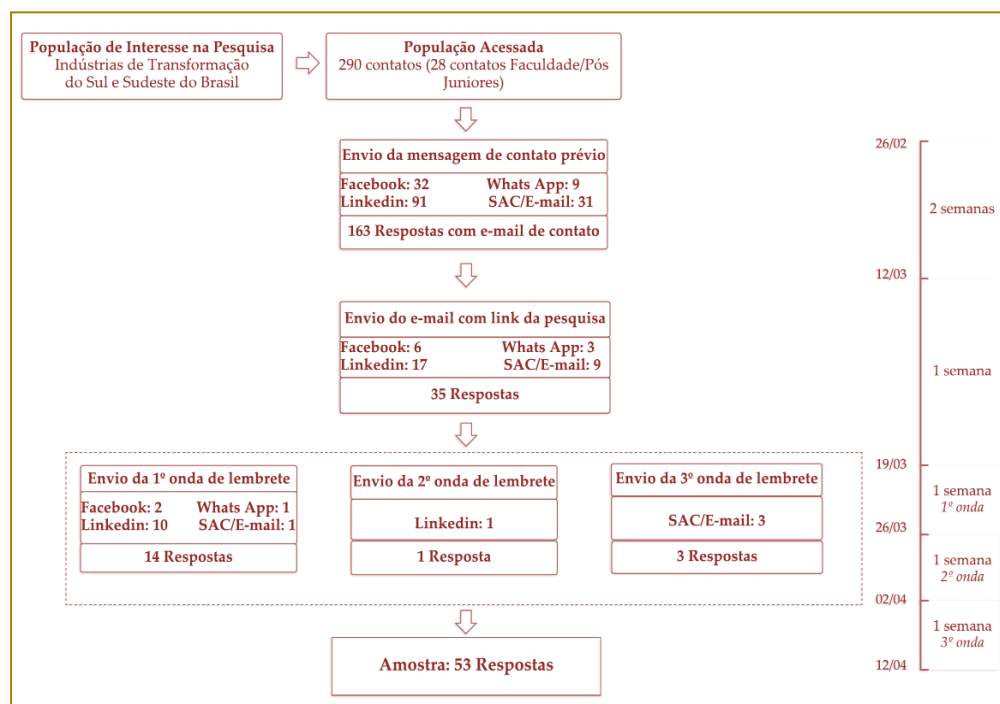 População de Interesse na Pesquisa
Indústrias de Transformação
do Sul e Sudeste do Brasil
População Acessada
290 contatos (28 contatos Faculdade/Pós
Juniores)
Envio da mensagem de contato prévio
Facebook: 32 Whats App: 9
Linkedin: 91 SAC/E-mail: 31
163 Respostas com e-mail de contato
Envio do e-mail com link da pesquisa
Facebook: 6 Whats App: 3
Linkedin: 17 SAC/E-mail: 9
35 Respostas
Envio da 1º onda de lembrete
Facebook: 2 Whats App: 1
Linkedin: 10 SAC/E-mail: 1
14 Respostas
Envio da 2º onda de lembrete
Linkedin: 1
1 Resposta
Envio da 3º onda de lembrete
SAC/E-mail: 3
3 Respostas
Amostra: 53 Respostas
26/02
2 semanas
12/03
1 semana
19/03
1 semana
1º onda
26/03
1 semana
2º onda
02/04
1 semana
3º onda
12/04